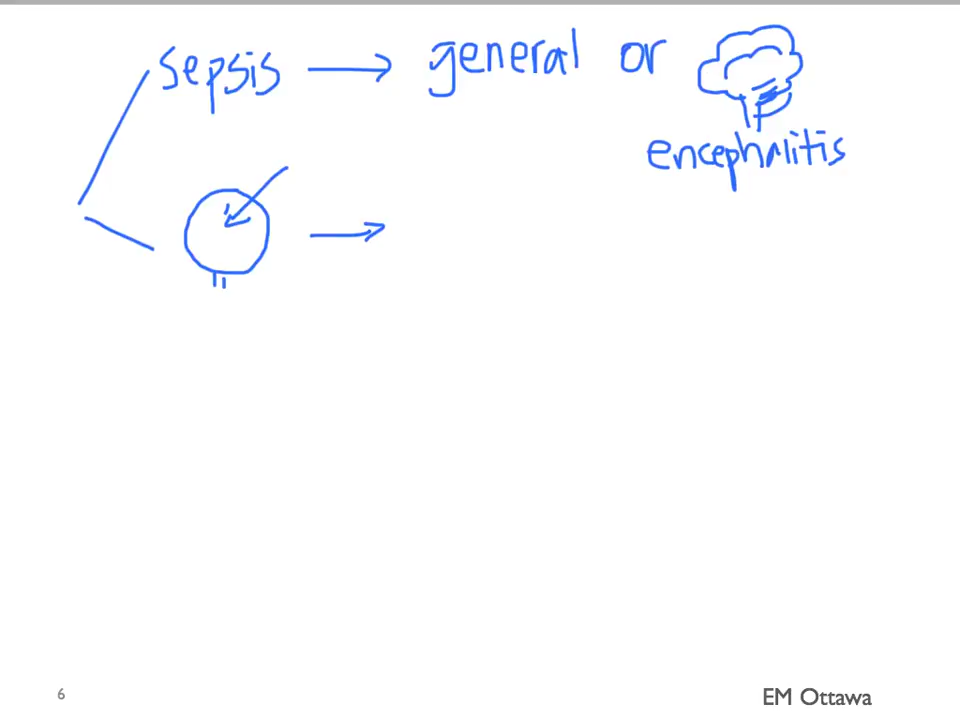 sepsis → general or
encephalitis
6
EM Ottawa